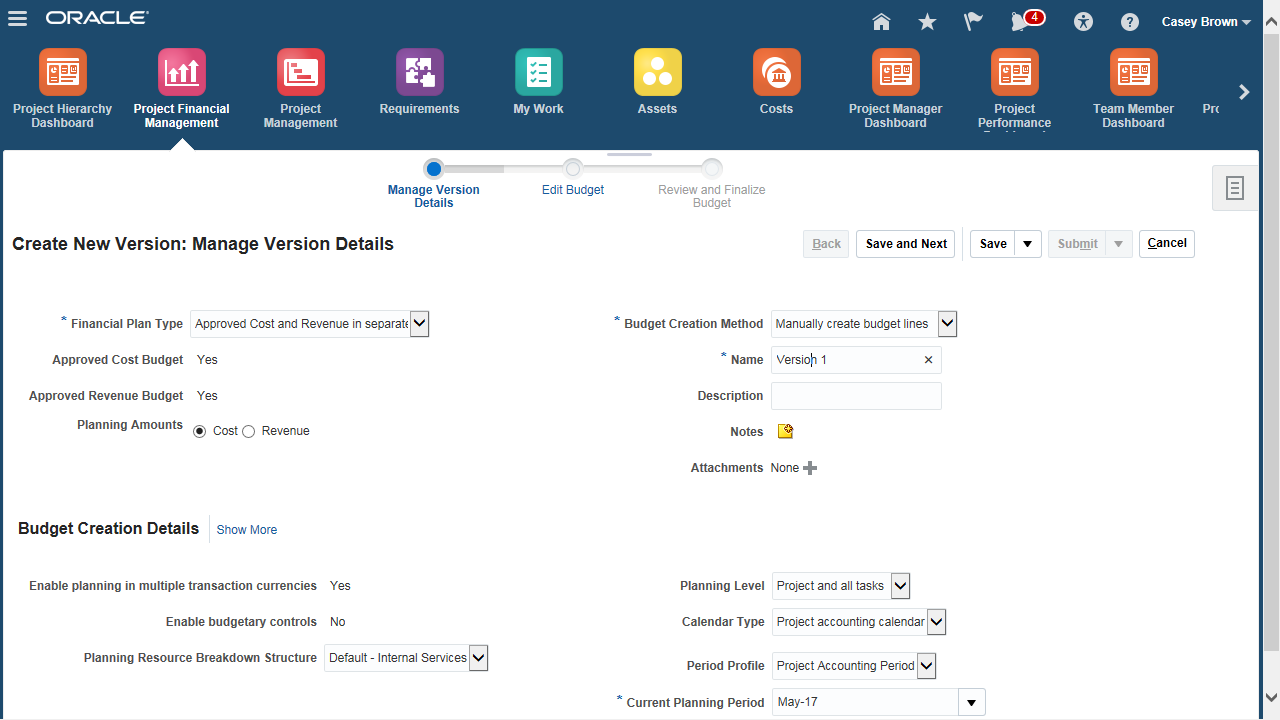 ORACLE
4
Casey Brown
Project Hierarchy
Dashboard
Project Financial
Management
Project
Management
Requirements
My Work
Assets
Costs
Project Manager
Dashboard
Project
Performance
Team Member
Dashboard
Manage Version
Details
Edit Budget
Review and Finalize
Budget
Create New Version: Manage Version Details
Back
Save and Next
Save
Submit
Cancel
* Financial Plan Type Approved Cost and Revenue in separate
Approved Cost Budget Yes
Approved Revenue Budget Yes
Planning Amounts Cost Revenue
* Budget Creation Method Manually create budget lines
* Name Version 1
Description
Notes
Attachments None
Budget Creation Details Show More
Enable planning in multiple transaction currencies Yes
Enable budgetary controls No
Planning Resource Breakdown Structure Default - Internal Services
Planning Level Project and all tasks
Calendar Type Project accounting calendar
Period Profile Project Accounting Period
* Current Planning Period May-17